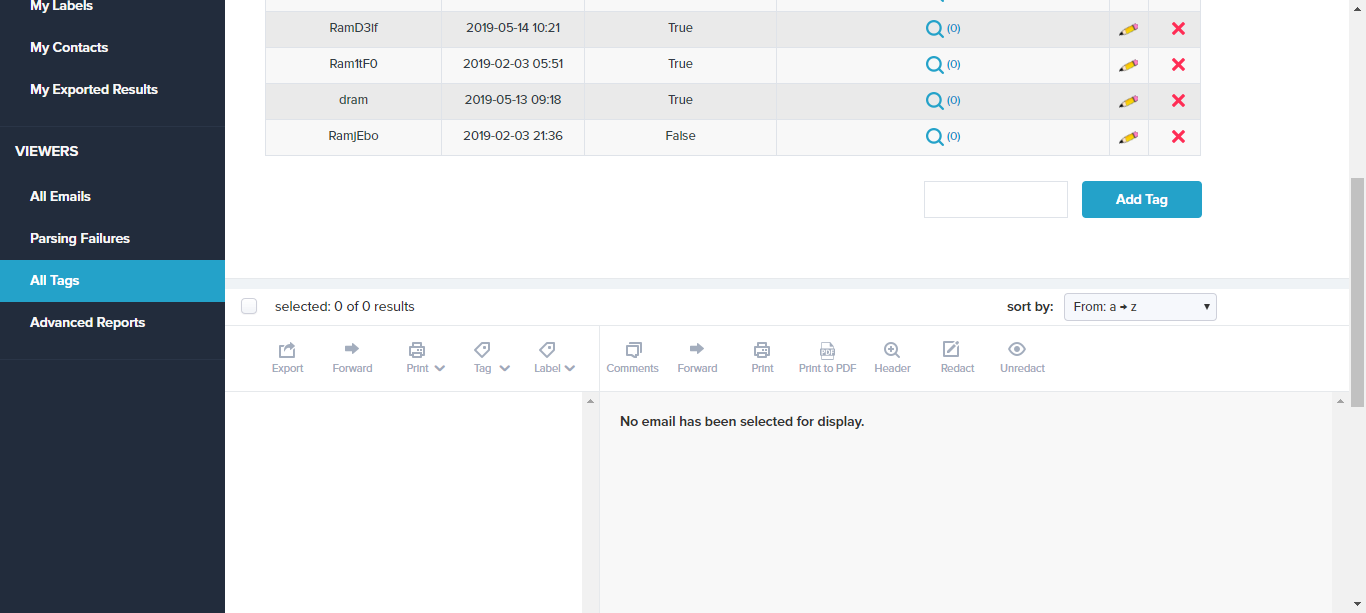 My Labels
My Contacts
My Exported Results
VIEWERS
All Emails
Parsing Failures
All Tags
Advanced Reports
RamD3lf 2019-05-14 10:21 True (0)
Ram1tF0 2019-02-03 05:51 True (0)
dram 2019-05-13 09:18 True (0)
RamjEbo 2019-02-03 21:36 False (0)
Add Tag
selected: 0 of 0 results
sort by: From: a → z
Export Forward Print Tag Label Comments Forward Print Print to PDF Header Redact Unredact
PDF
No email has been selected for display.